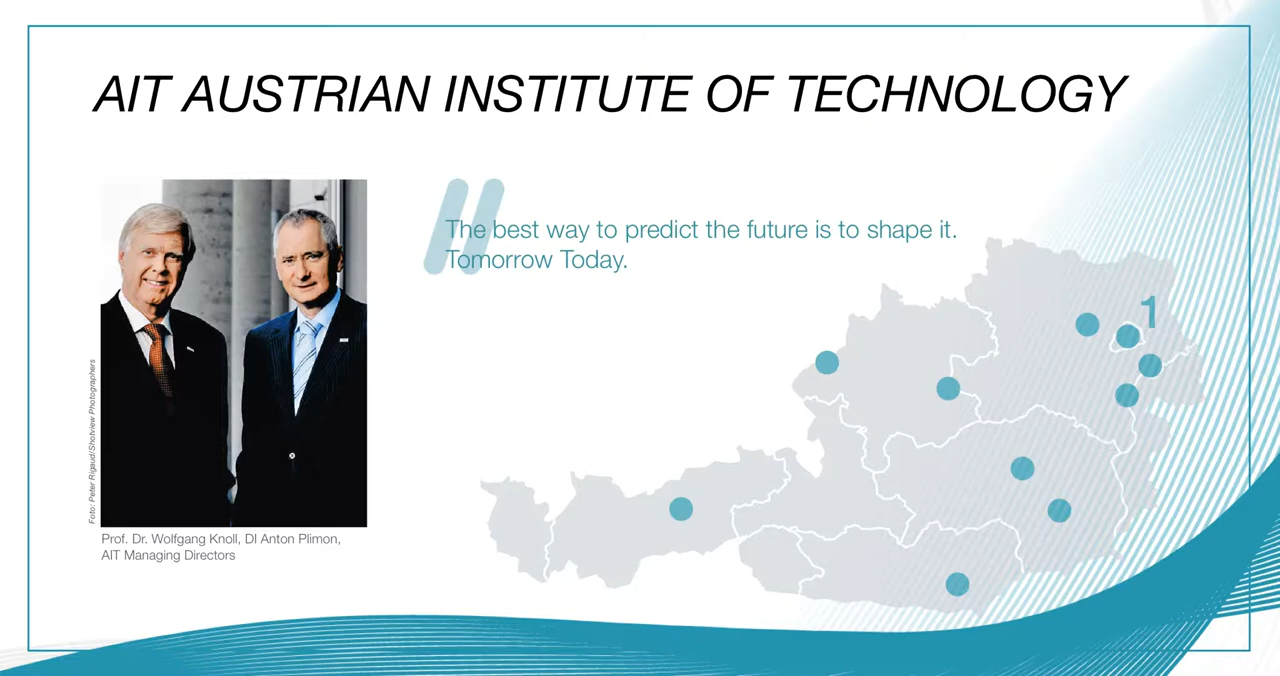 AIT AUSTRIAN INSTITUTE OF TECHNOLOGY
The best way to predict the future is to shape it.
Tomorrow Today.
1
Foto: Peter Rigaud/Shotview Photographers
Prof. Dr. Wolfgang Knoll, DI Anton Plimon,
AIT Managing Directors